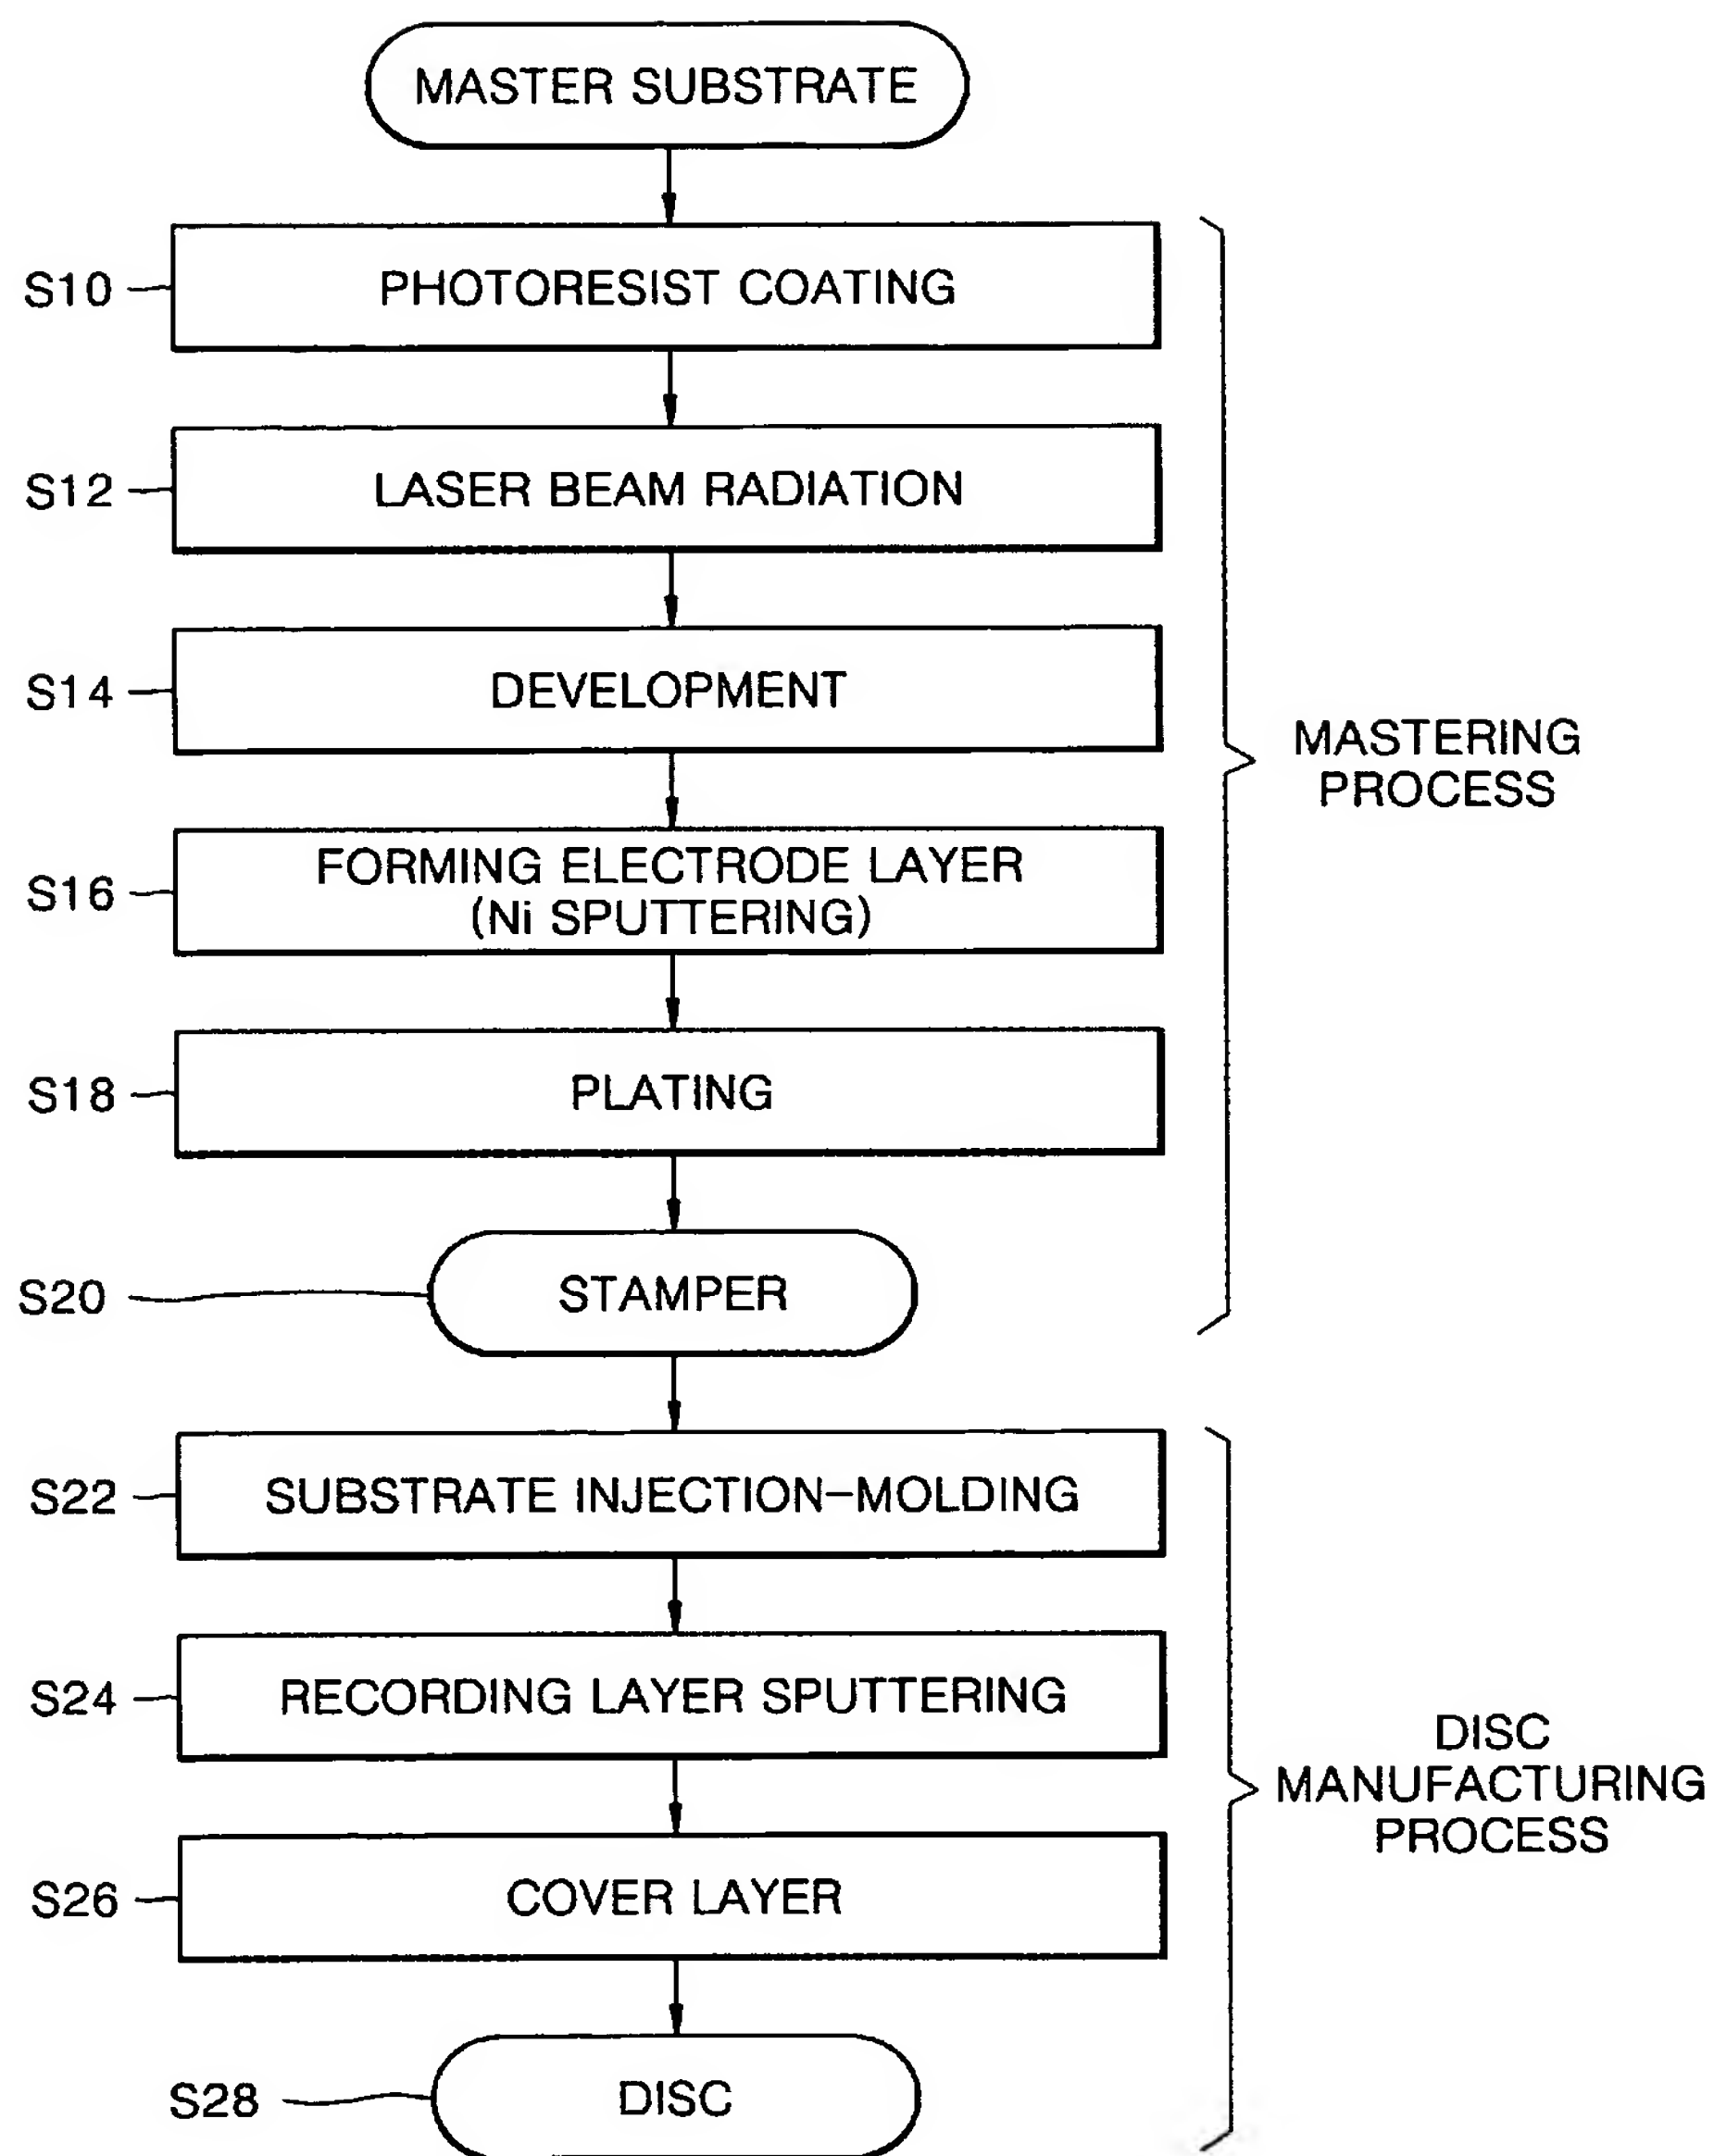 MASTER SUBSTRATE
S10
PHOTORESIST COATING
S12
LASER BEAM RADIATION
S14
DEVELOPMENT
MASTERING
PROCESS
S16
FORMING ELECTRODE LAYER
(Ni SPUTTERING)
S18
PLATING
S20
STAMPER
S22
SUBSTRATE INJECTION-MOLDING
S24
RECORDING LAYER SPUTTERING
DISC
MANUFACTURING
PROCESS
S26
COVER LAYER
S28
DISC